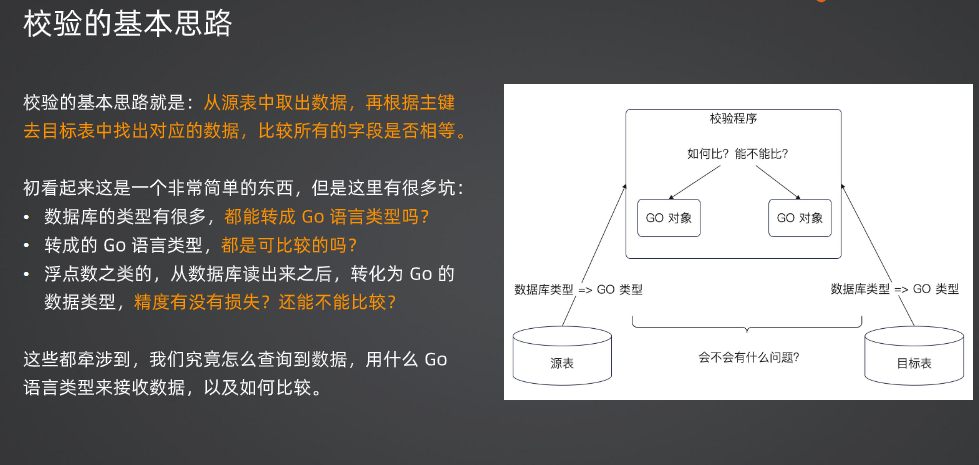 校验的基本思路
校验的基本思路就是：从源表中取出数据，再根据主键
去目标表中找出对应的数据，比较所有的字段是否相等。
初看起来这是一个非常简单的东西，但是这里有很多坑：
• 数据库的类型有很多，都能转成 Go 语言类型吗？
• 转成的 Go 语言类型，都是可比较的吗？
• 浮点数之类的，从数据库读出来之后，转化为 Go 的
数据类型，精度有没有损失？还能不能比较？
这些都牵涉到，我们究竟怎么查询到数据，用什么 Go
语言类型来接收数据，以及如何比较。
校验程序
如何比？能不能比？
GO 对象
GO 对象
数据库类型 => GO 类型
数据库类型 => GO 类型
源表
会不会有什么问题？
目标表